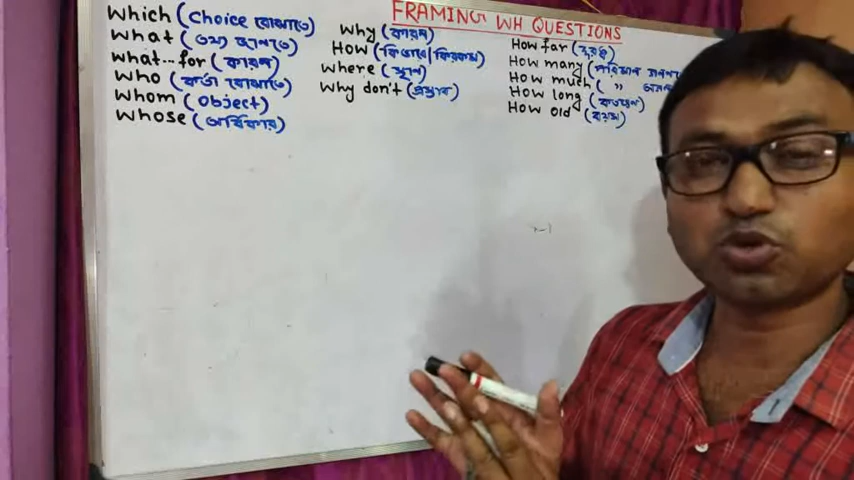 FRAMING WH QUESTIONS
Which (Choice বোঝাতে)
What (তথ্য জানতে)
What... for (কারণ)
Who (কর্তা বোঝাতে)
Whom (Object)
Whose (অধিকার)
Why (কারণ)
How (কিভাবে/কিরকম)
Where (স্থান)
Why don't (প্রস্তাব)
How far (দূরত্ব)
How many (পরিমান
How much ( "
How long (কতক্ষণ)
How old (বয়স)